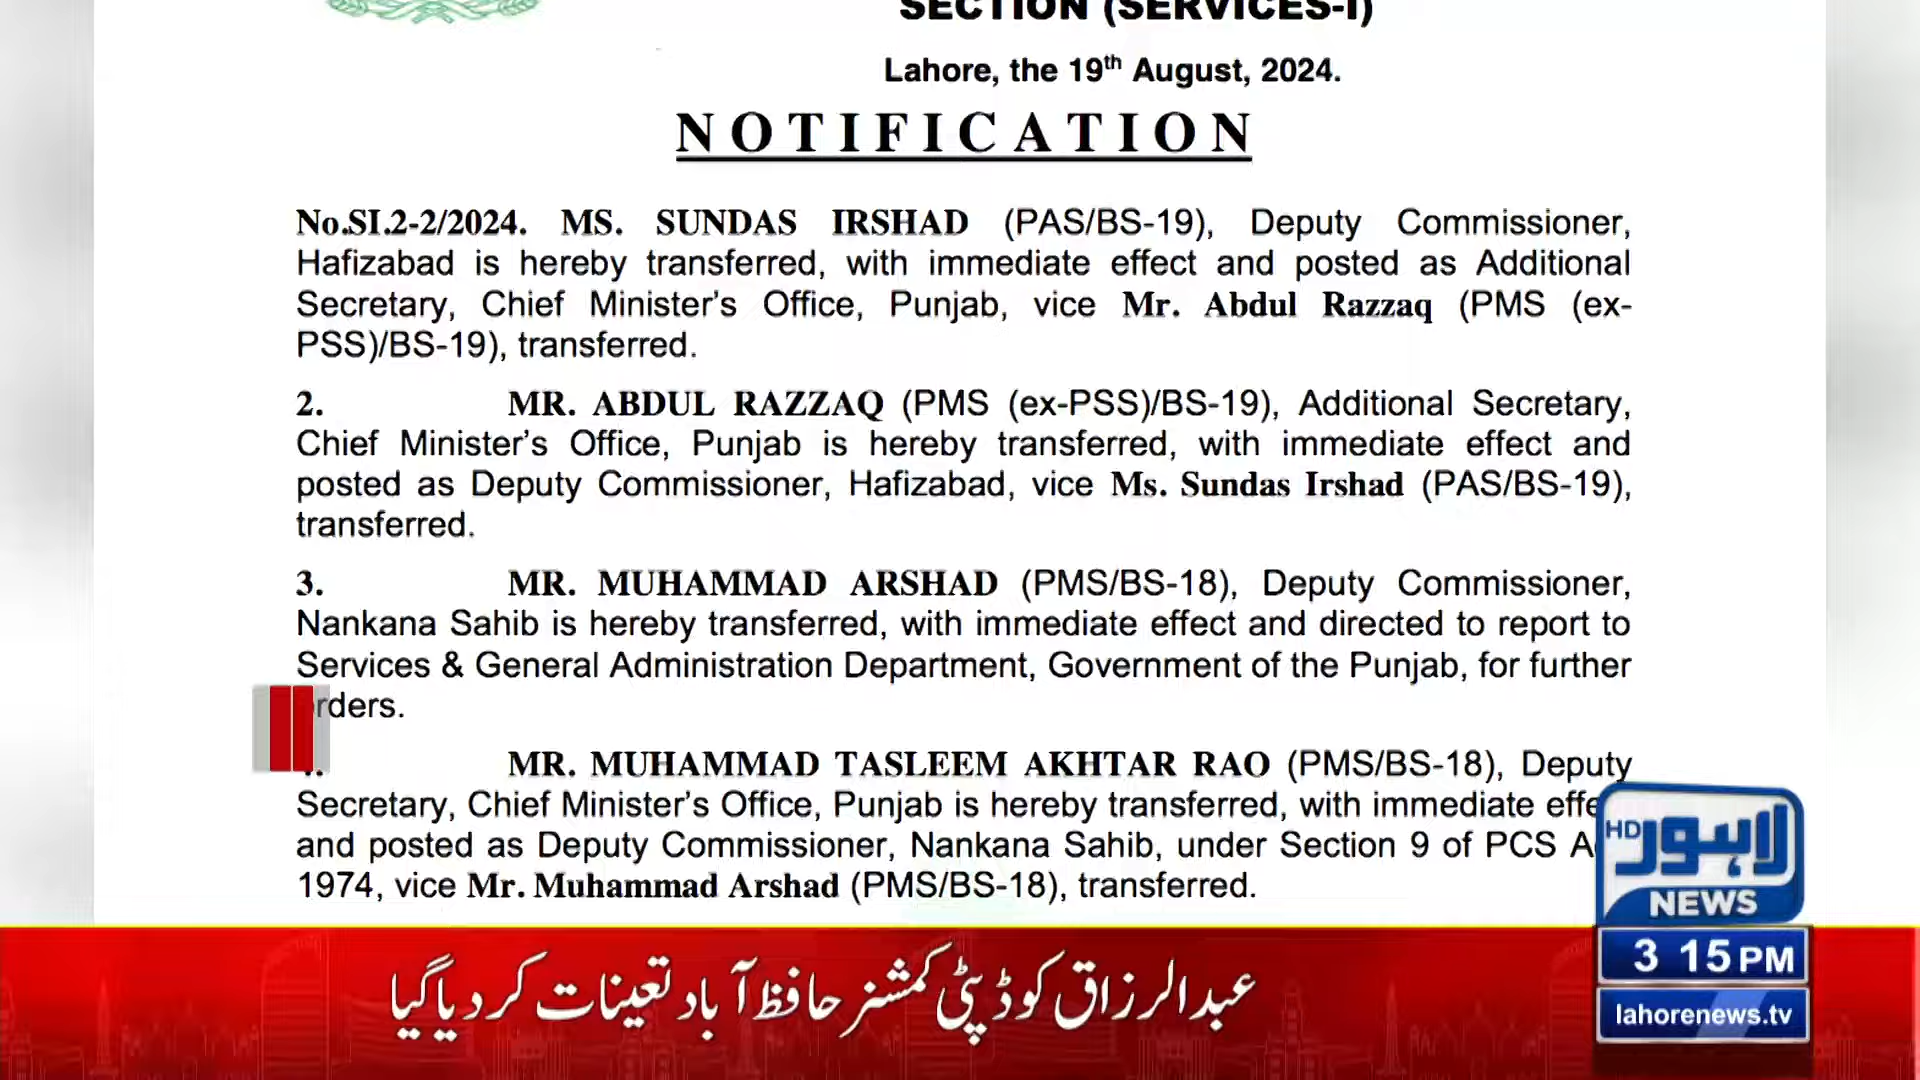 SECTION (SERVICES-I)
Lahore, the 19th August, 2024.
NOTIFICATION
No.SI.2-2/2024. MS. SUNDAS IRSHAD (PAS/BS-19), Deputy Commissioner,
Hafizabad is hereby transferred, with immediate effect and posted as Additional
Secretary, Chief Minister's Office, Punjab, vice Mr. Abdul Razzaq (PMS (ex-
PSS)/BS-19), transferred.
2. MR. ABDUL RAZZAQ (PMS (ex-PSS)/BS-19), Additional Secretary,
Chief Minister's Office, Punjab is hereby transferred, with immediate effect and
posted as Deputy Commissioner, Hafizabad, vice Ms. Sundas Irshad (PAS/BS-19),
transferred.
3. MR. MUHAMMAD ARSHAD (PMS/BS-18), Deputy Commissioner,
Nankana Sahib is hereby transferred, with immediate effect and directed to report to
Services & General Administration Department, Government of the Punjab, for further
rders.
MR. MUHAMMAD TASLEEM AKHTAR RAO (PMS/BS-18), Deputy
Secretary, Chief Minister's Office, Punjab is hereby transferred, with immediate effe
and posted as Deputy Commissioner, Nankana Sahib, under Section 9 of PCS A
1974, vice Mr. Muhammad Arshad (PMS/BS-18), transferred.
HD لاہور
NEWS
3 15 PM
lahorenews.tv
عبدالرزاق کو ڈپٹی کمشنر حافظ آباد تعینات کر دیا گیا